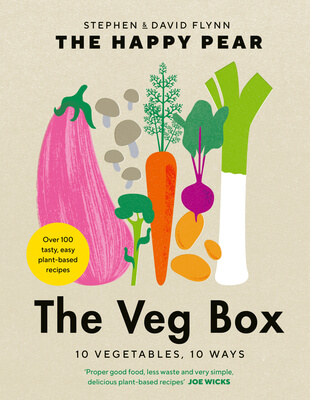 STEPHEN & DAVID FLYNN
THE HAPPY PEAR
Over 100
tasty, easy
plant-based
recipes
The Veg Box
10 VEGETABLES, 10 WAYS
'Proper good food, less waste and very simple,
delicious plant-based recipes' JOE WICKS